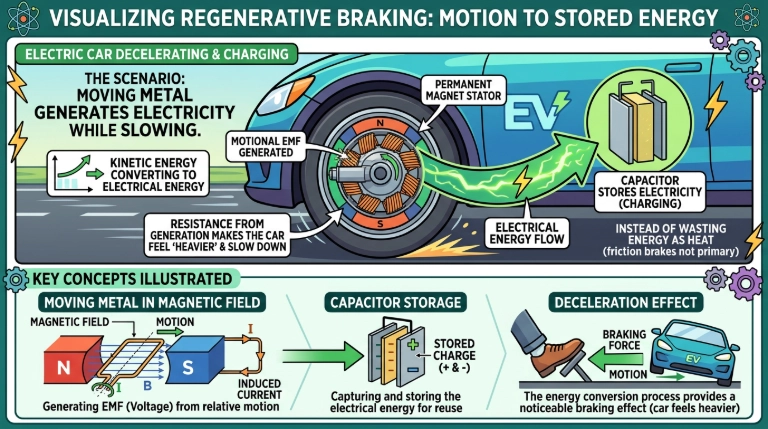 VISUALIZING REGENERATIVE BRAKING: MOTION TO STORED ENERGY
ELECTRIC CAR DECELERATING & CHARGING
THE SCENARIO:
MOVING METAL
GENERATES ELECTRICITY
WHILE SLOWING.
KINETIC ENERGY
CONVERTING TO
ELECTRICAL ENERGY
MOTIONAL EMF
GENERATED
RESISTANCE FROM
GENERATION MAKES THE CAR
FEEL 'HEAVIER' & SLOW DOWN
PERMANENT
MAGNET STATOR
N
S
EV
ELECTRICAL
ENERGY FLOW
CAPACITOR
STORES ELECTRICITY
(CHARGING)
INSTEAD OF WASTING
ENERGY AS HEAT
(friction brakes not primary)
KEY CONCEPTS ILLUSTRATED
MOVING METAL IN MAGNETIC FIELD
MAGNETIC FIELD
MOTION
N
S
I
B
I
INDUCED
CURRENT
Generating EMF (Voltage) from relative motion
CAPACITOR STORAGE
+
-
STORED
CHARGE
(+ & -)
Capturing and storing
the electrical energy for reuse
DECELERATION EFFECT
BRAKING
FORCE
MOTION
EV
The energy conversion process provides a
noticeable braking effect (car feels heavier)